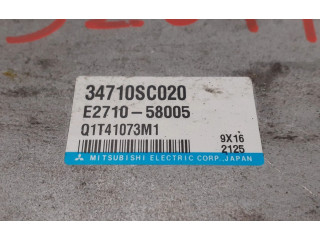 34710SC020
E2710-58005
Q1T41073M1
9X16
2125
MITSUBISHI ELECTRIC CORP., JAPAN